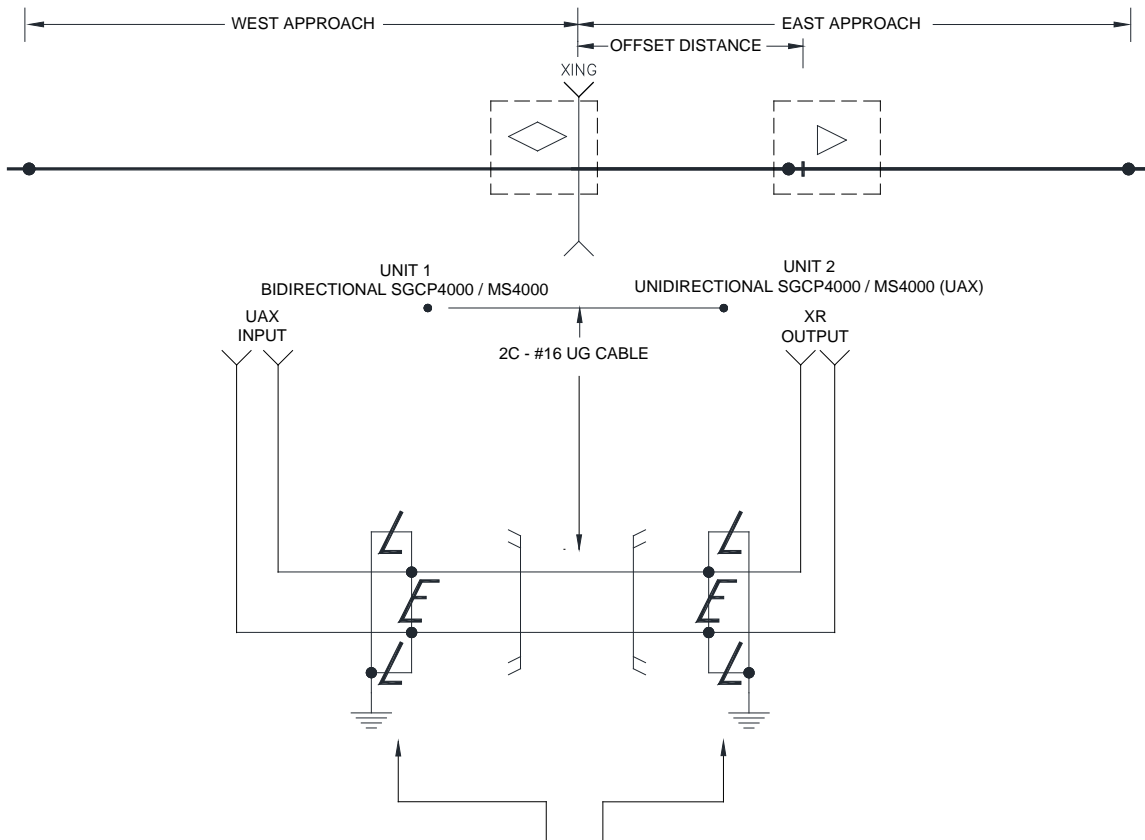 WEST APPROACH
EAST APPROACH
OFFSET DISTANCE
XING
UNIT 1
BIDIRECTIONAL SGCP4000 / MS4000
UNIT 2
UNIDIRECTIONAL SGCP4000 / MS4000 (UAX)
UAX
INPUT
XR
OUTPUT
2C - #16 UG CABLE